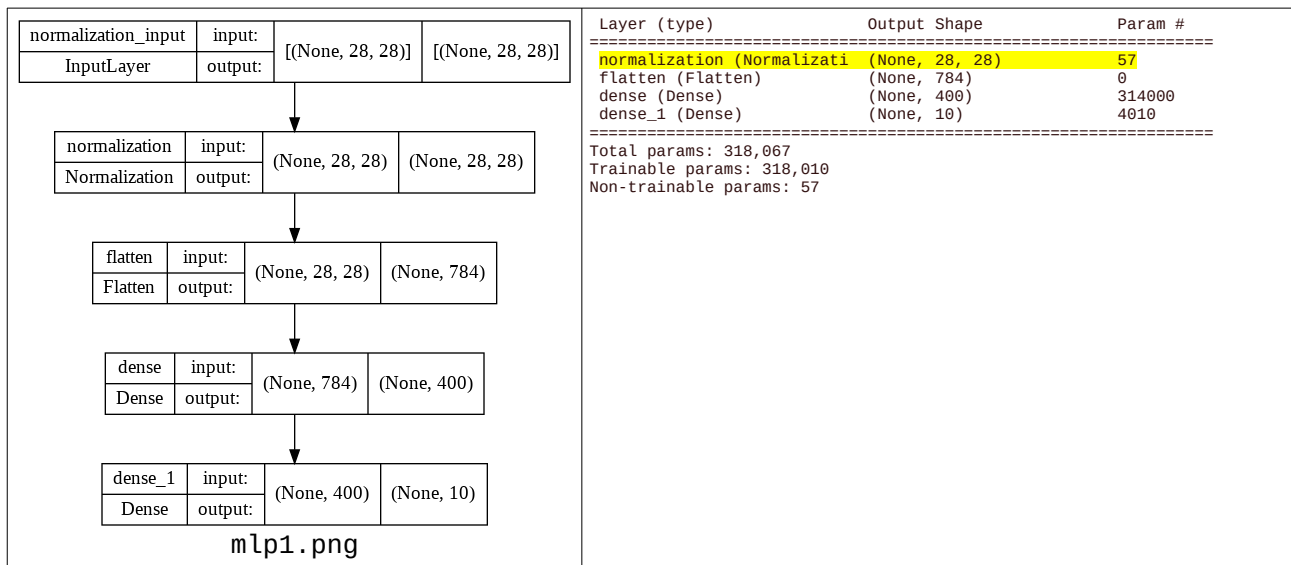 normalization_input input: [(None, 28, 28)] [(None, 28, 28)]
InputLayer output:
normalization input: (None, 28, 28) (None, 28, 28)
Normalization output:
flatten input: (None, 28, 28) (None, 784)
Flatten output:
dense input: (None, 784) (None, 400)
Dense output:
dense_1 input: (None, 400) (None, 10)
Dense output:
mlp1.png
Layer (type) Output Shape Param #
=================================================================
normalization (Normalizati (None, 28, 28) 57
flatten (Flatten) (None, 784) 0
dense (Dense) (None, 400) 314000
dense_1 (Dense) (None, 10) 4010
=================================================================
Total params: 318,067
Trainable params: 318,010
Non-trainable params: 57